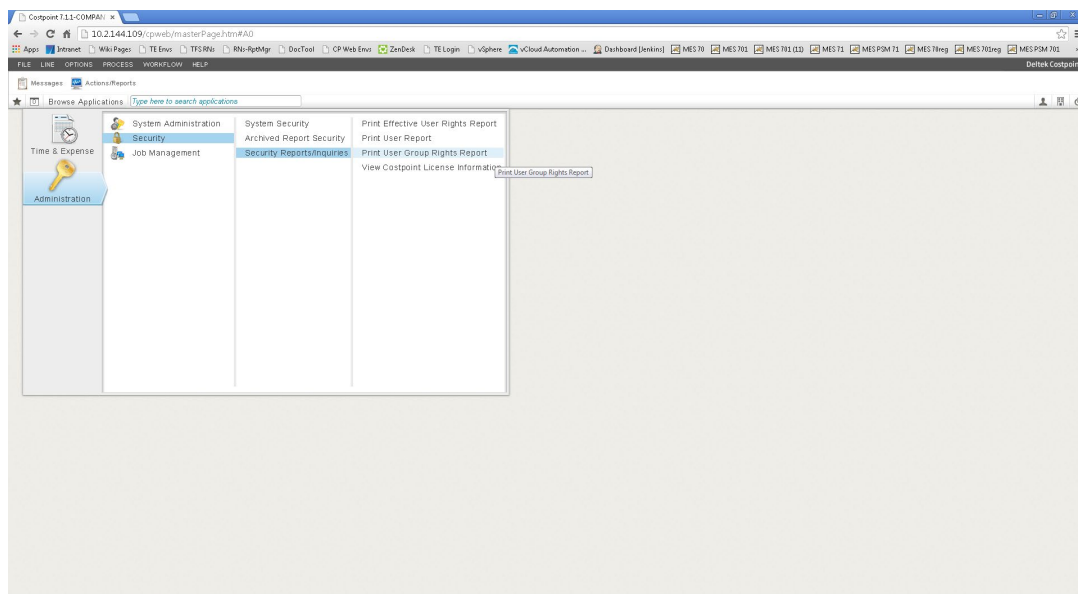 Costpoint 7.1.1-COMPAN
10.2.144.109/cpweb/masterPage.htm#A0
Apps Intranet Wiki Pages TE Envs TFS RNs RNs-RptMgr DocTool CP Web Envs ZenDesk TE Login vSphere vCloud Automation ... Dashboard [Jenkins] MES 70 MES 701 MES 701 (11) MES 71 MES PSM 71 MES 70reg MES 701reg MES PSM 701
FILE LINE OPTIONS PROCESS WORKFLOW HELP Deltek Costpoin
Messages Actions/Reports
Browse Applications Type here to search applications
Time & Expense
Administration
System Administration
Security
Job Management
System Security
Archived Report Security
Security Reports/Inquiries
Print Effective User Rights Report
Print User Report
Print User Group Rights Report
View Costpoint License Information
Print User Group Rights Report